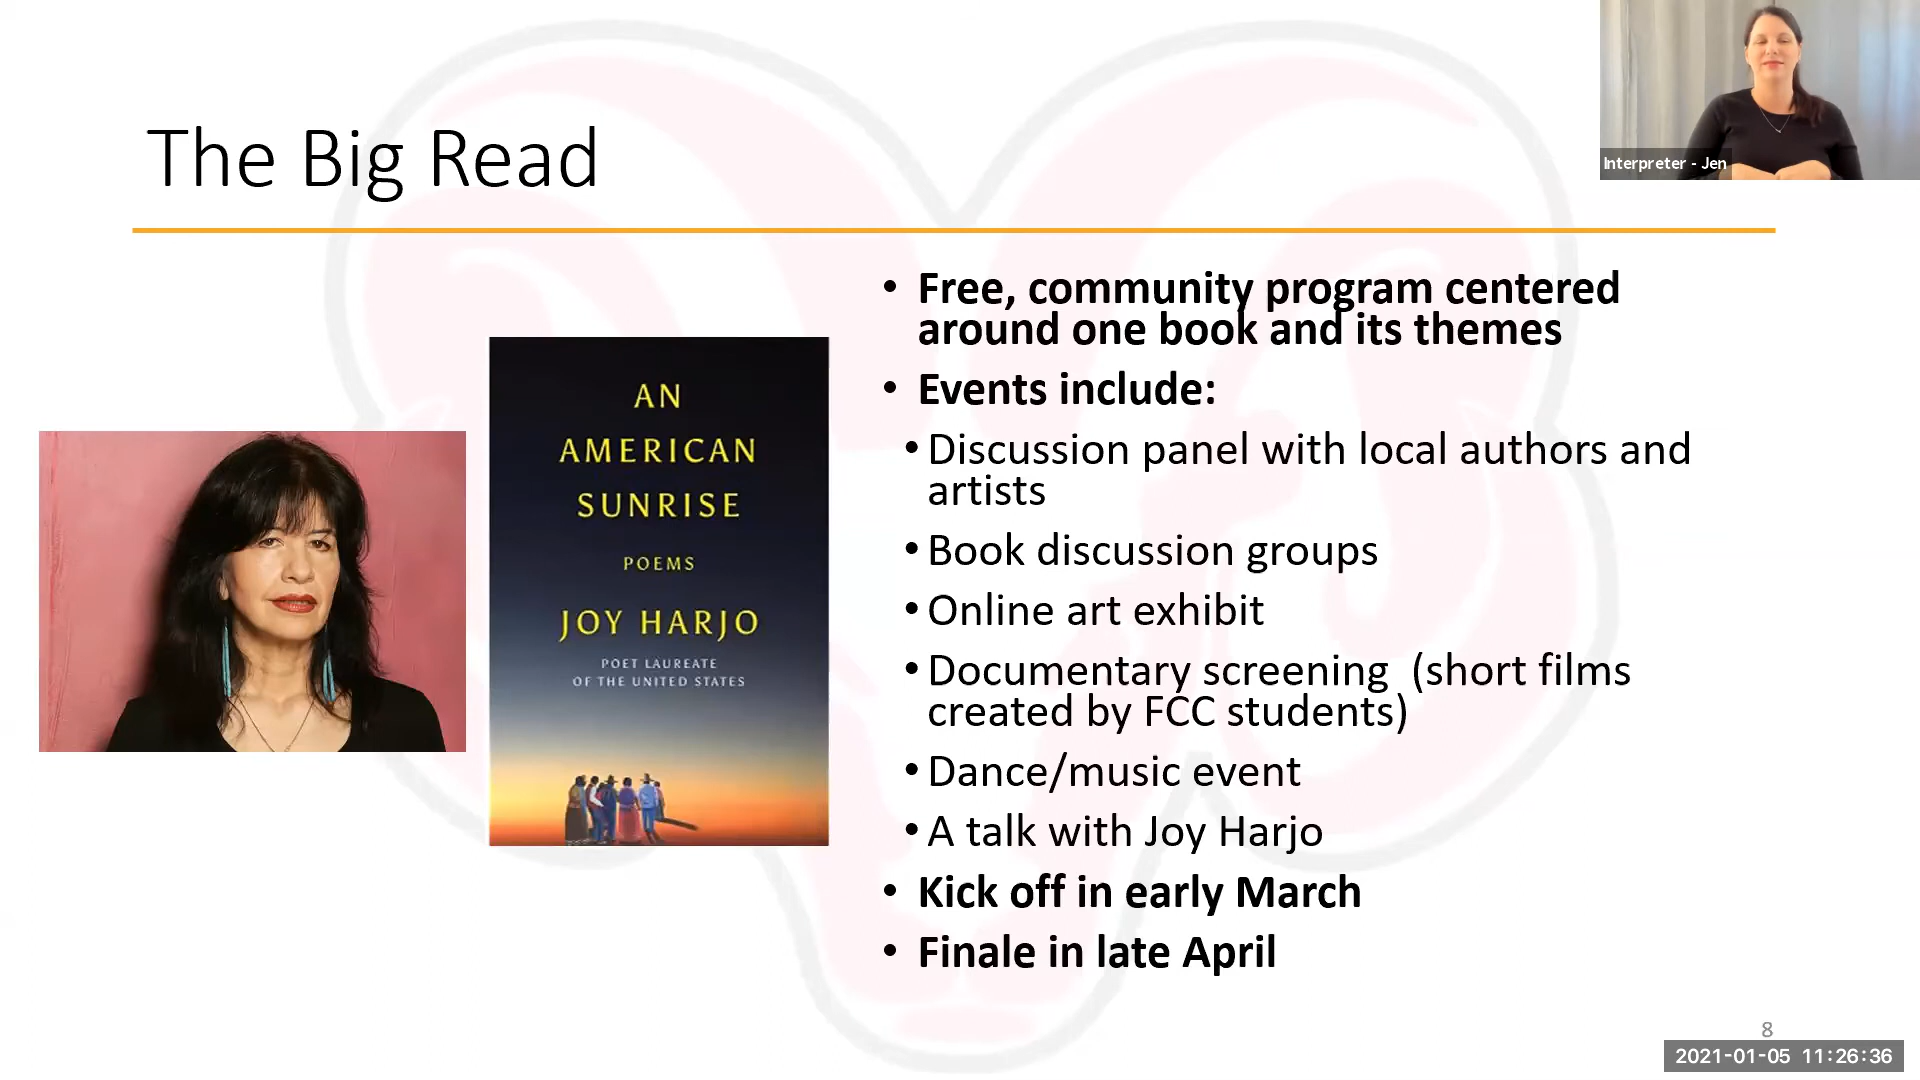 The Big Read
Interpreter - Jen
AN
AMERICAN
SUNRISE
POEMS
JOY HARJO
POET LAUREATE
OF THE UNITED STATES
• Free, community program centered
around one book and its themes
• Events include:
• Discussion panel with local authors and
artists
• Book discussion groups
• Online art exhibit
• Documentary screening  (short films
created by FCC students)
• Dance/music event
• A talk with Joy Harjo
• Kick off in early March
• Finale in late April
8
2021-01-05 11:26:36